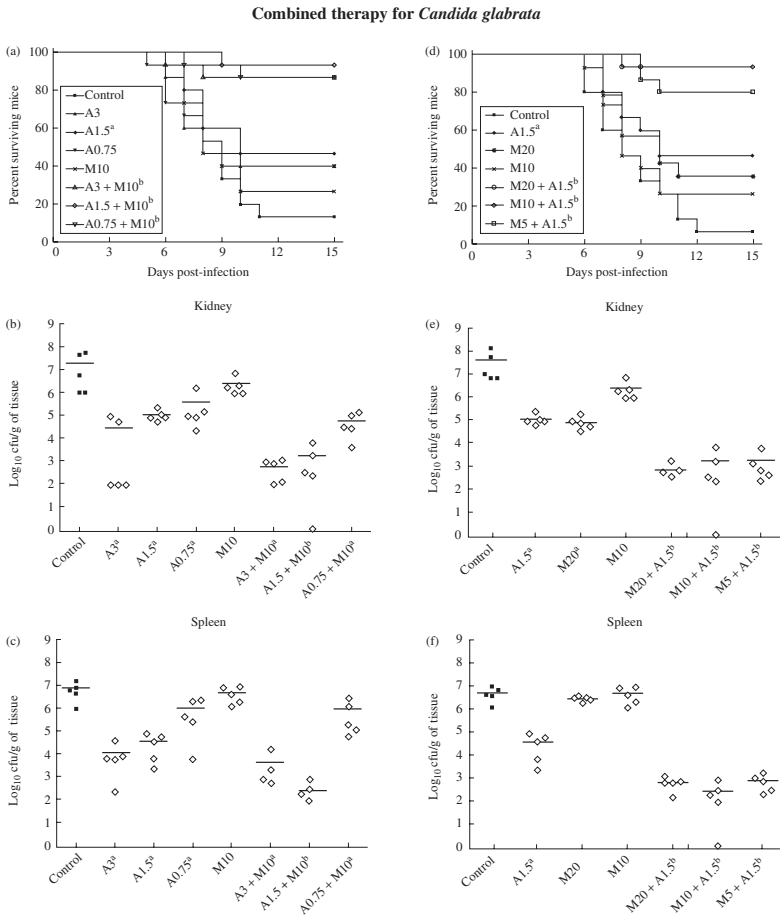 Combined therapy for Candida glabrata
(a)
100
80
60
40
20
0
Percent surviving mice
Control
A3
A1.5ᵃ
A0.75
M10
A3 + M10ᵇ
A1.5 + M10ᵇ
A0.75 + M10ᵇ
0 3 6 9 12 15
Days post-infection
(d)
100
80
60
40
20
0
Percent surviving mice
Control
A1.5ᵃ
M20
M10
M20 + A1.5ᵇ
M10 + A1.5ᵇ
M5 + A1.5ᵇ
0 3 6 9 12 15
Days post-infection
(b)
Kidney
9
8
7
6
5
4
3
2
1
0
Log₁₀ cfu/g of tissue
Control A3ᵃ A1.5ᵃ A0.75ᵃ M10 A3 + M10ᵃ A1.5 + M10ᵇ A0.75 + M10ᵃ
(e)
Kidney
9
8
7
6
5
4
3
2
1
0
Log₁₀ cfu/g of tissue
Control A1.5ᵃ M20ᵃ M10 M20 + A1.5ᵇ M10 + A1.5ᵇ M5 + A1.5ᵇ
(c)
Spleen
9
8
7
6
5
4
3
2
1
0
Log₁₀ cfu/g of tissue
Control A3ᵃ A1.5ᵃ A0.75ᵃ M10 A3 + M10ᵃ A1.5 + M10ᵇ A0.75 + M10ᵃ
(f)
Spleen
9
8
7
6
5
4
3
2
1
0
Log₁₀ cfu/g of tissue
Control A1.5ᵃ M20 M10 M20 + A1.5ᵇ M10 + A1.5ᵇ M5 + A1.5ᵇ